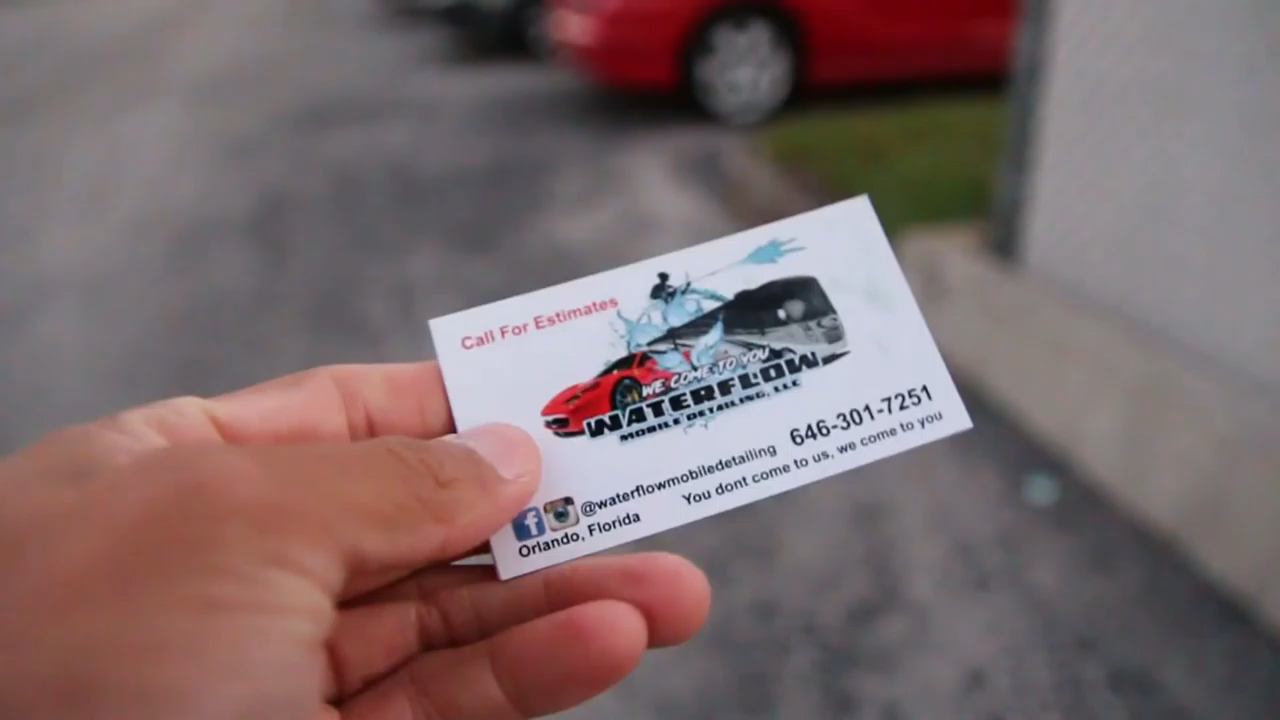 Call For Estimates
WE COME TO YOU
WATERFLOW
MOBILE DETAILING, LLC
646-301-7251
@waterflowmobiledetailing
You dont come to us, we come to you
f
Orlando, Florida